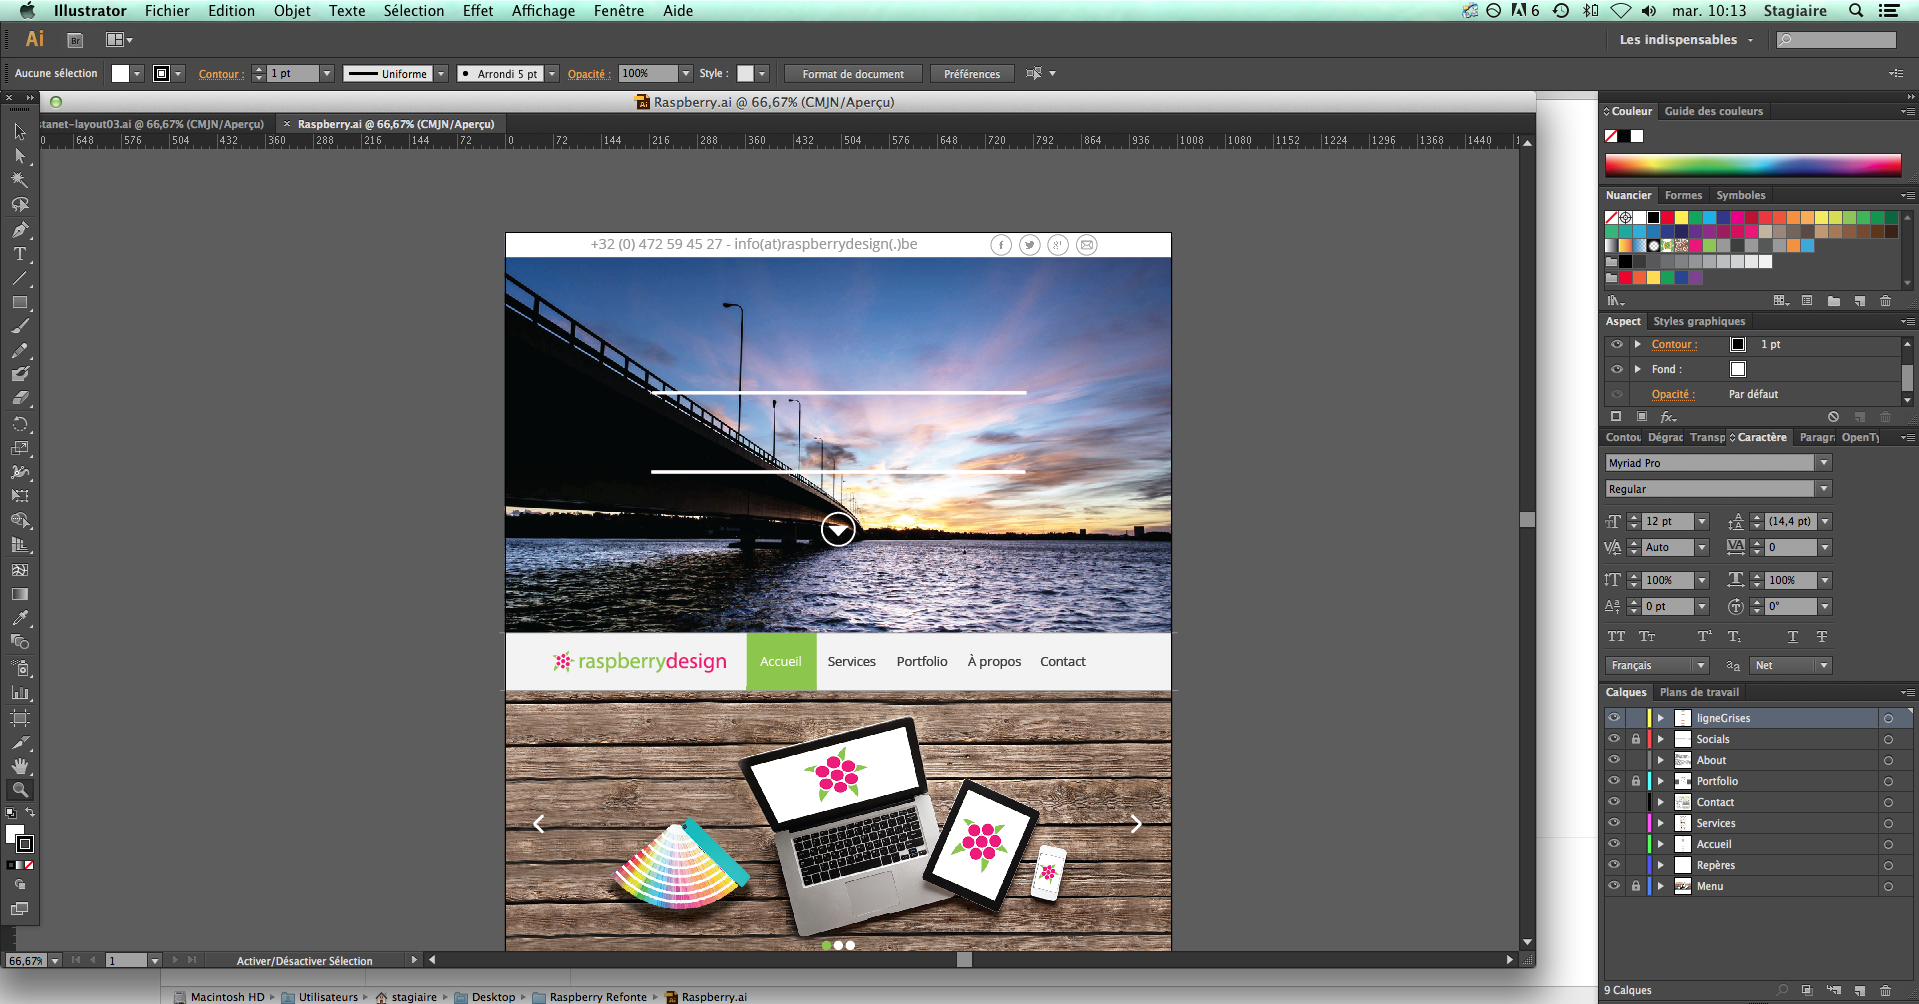 Illustrator Fichier Edition Objet Texte Sélection Effet Affichage Fenêtre Aide 6 mar. 10:13 Stagiaire
Ai Br Les indispensables
Aucune sélection Contour : 1 pt Uniforme Arrondi 5 pt Opacité : 100% Style : Format de document Préférences
Raspberry.ai @ 66,67% (CMJN/Aperçu)
tanet-layout03.ai @ 66,67% (CMJN/Aperçu) × Raspberry.ai @ 66,67% (CMJN/Aperçu)
0 648 576 504 432 360 288 216 144 72 0 72 144 216 288 360 432 504 576 648 720 792 864 936 1008 1080 1152 1224 1296 1368 1440 1
+32 (0) 472 59 45 27 - info(at)raspberrydesign(.)be
raspberrydesign Accueil Services Portfolio À propos Contact
66,67% 1 Activer/Désactiver Sélection
Macintosh HD Utilisateurs stagiaire Desktop Raspberry Refonte Raspberry.ai
Couleur Guide des couleurs
Nuancier Formes Symboles
Aspect Styles graphiques
Contour : 1 pt
Fond :
Opacité : Par défaut
fx
Contou Dégrad Transp Caractère Paragr OpenTy
Myriad Pro
Regular
12 pt (14,4 pt)
Auto 0
100% 100%
0 pt 0°
Français Net
Calques Plans de travail
ligneGrises
Socials
About
Portfolio
Contact
Services
Accueil
Repères
Menu
9 Calques